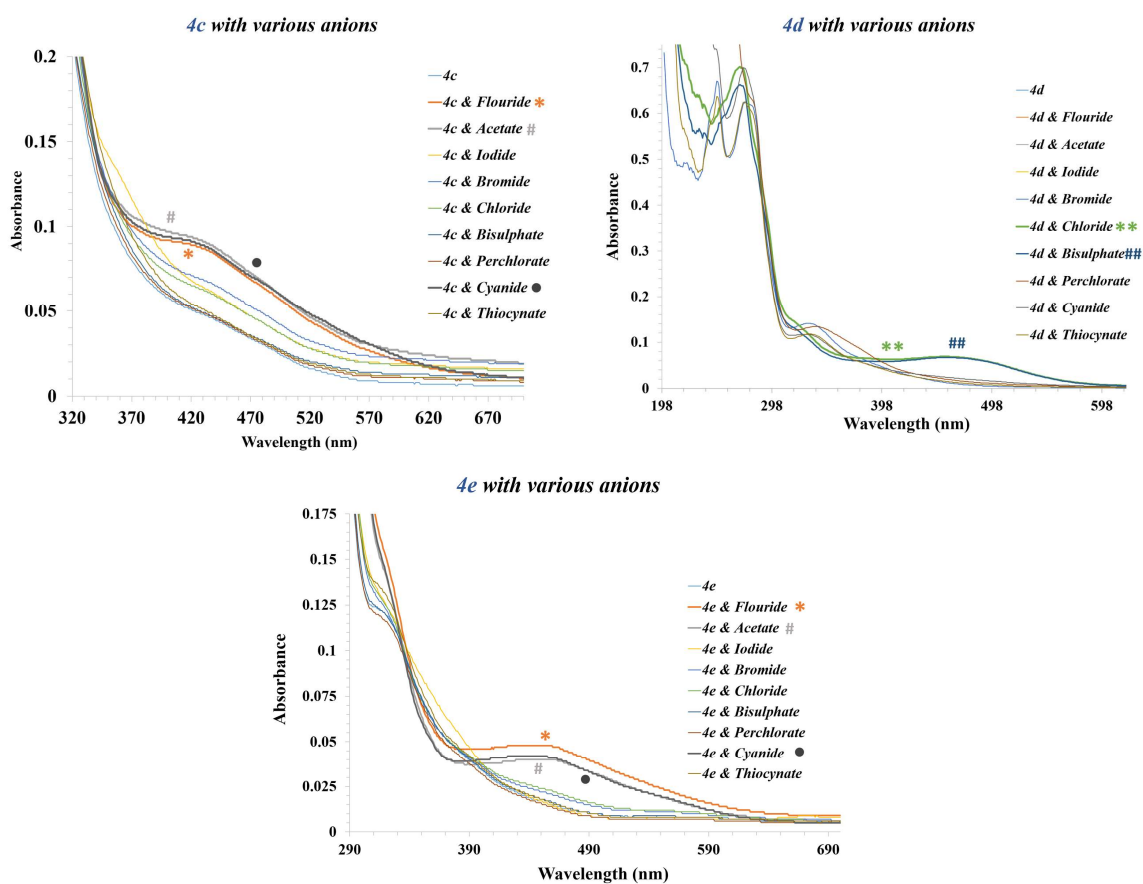 4c with various anions
Absorbance
0.2
0.15
0.1
0.05
0
320 370 420 470 520 570 620 670
Wavelength (nm)
4c
4c & Flouride *
4c & Acetate #
4c & Iodide
4c & Bromide
4c & Chloride
4c & Bisulphate
4c & Perchlorate
4c & Cyanide ●
4c & Thiocynate
#
*
●
4d with various anions
Absorbance
0.7
0.6
0.5
0.4
0.3
0.2
0.1
0
198 298 398 498 598
Wavelength (nm)
4d
4d & Flouride
4d & Acetate
4d & Iodide
4d & Bromide
4d & Chloride **
4d & Bisulphate##
4d & Perchlorate
4d & Cyanide
4d & Thiocynate
**
##
4e with various anions
Absorbance
0.175
0.15
0.125
0.1
0.075
0.05
0.025
0
290 390 490 590 690
Wavelength (nm)
4e
4e & Flouride *
4e & Acetate #
4e & Iodide
4e & Bromide
4e & Chloride
4e & Bisulphate
4e & Perchlorate
4e & Cyanide ●
4e & Thiocynate
*
#
●